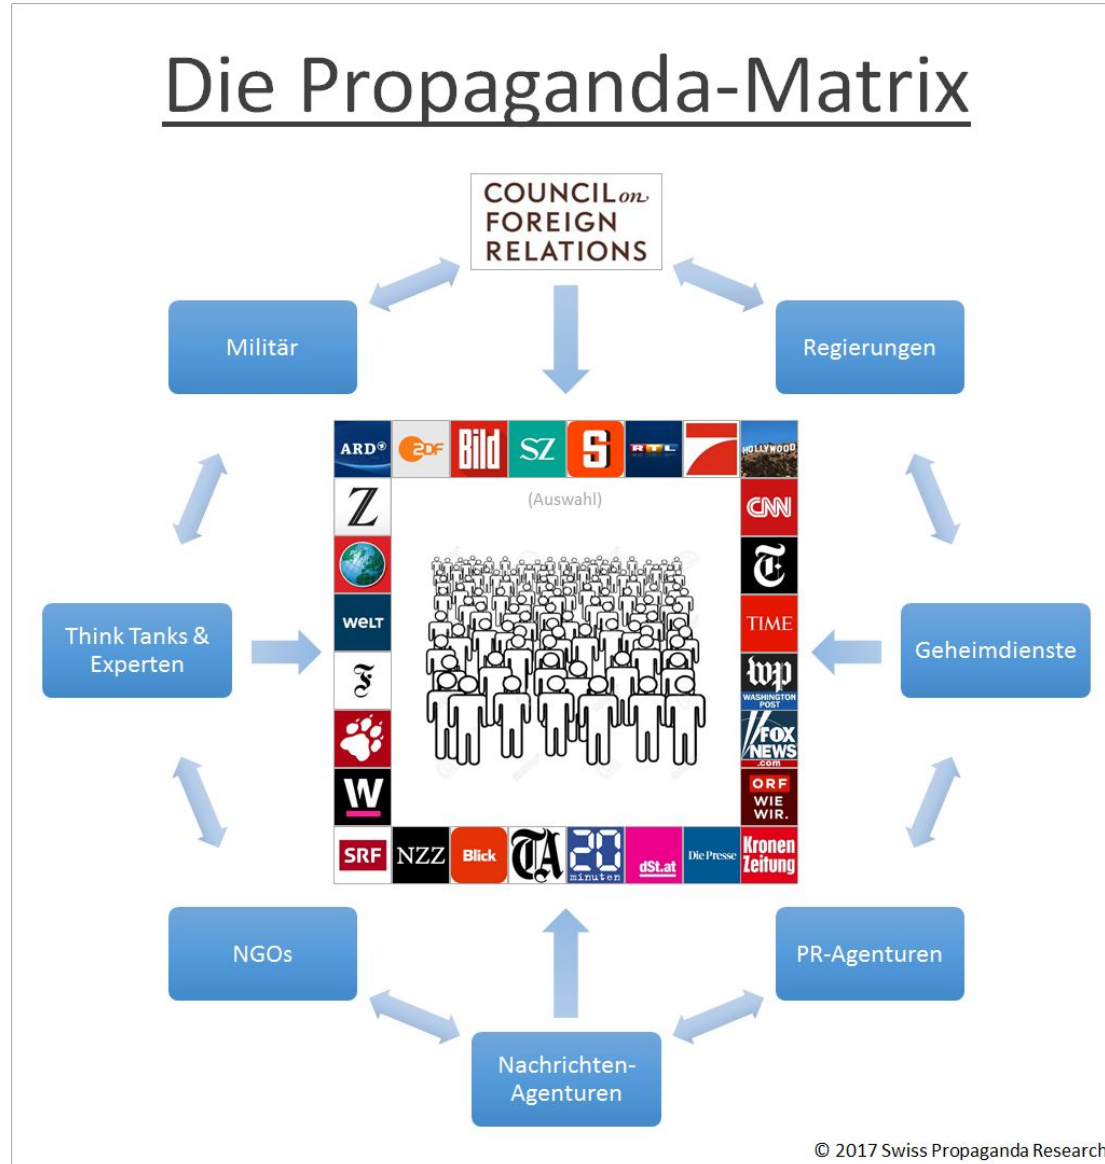 Die Propaganda-Matrix
COUNCIL on
FOREIGN
RELATIONS
Militär
Regierungen
ARD
ZDF
Bild
SZ
S
RTL
HOLLYWOOD
Z
(Auswahl)
CNN
T
WELT
TIME
Think Tanks &
Experten
Geheimdienste
F
wp
WASHINGTON
POST
FOX
NEWS
.com
W
ORF
WIE
WIR.
SRF
NZZ
Blick
TA
20
minuten
dSt.at
Die Presse
Kronen
Zeitung
NGOs
PR-Agenturen
Nachrichten-
Agenturen
© 2017 Swiss Propaganda Research